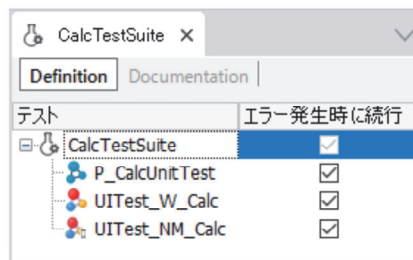 CalcTestSuite ×
Definition Documentation
テスト エラー発生時に続行
CalcTestSuite
P_CalcUnitTest
UITest_W_Calc
UITest_NM_Calc